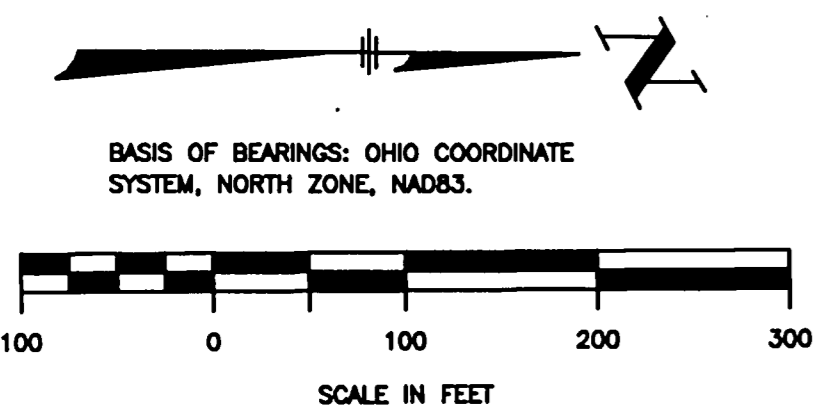 N
BASIS OF BEARINGS: OHIO COORDINATE
SYSTEM, NORTH ZONE, NAD83.
100 0 100 200 300
SCALE IN FEET